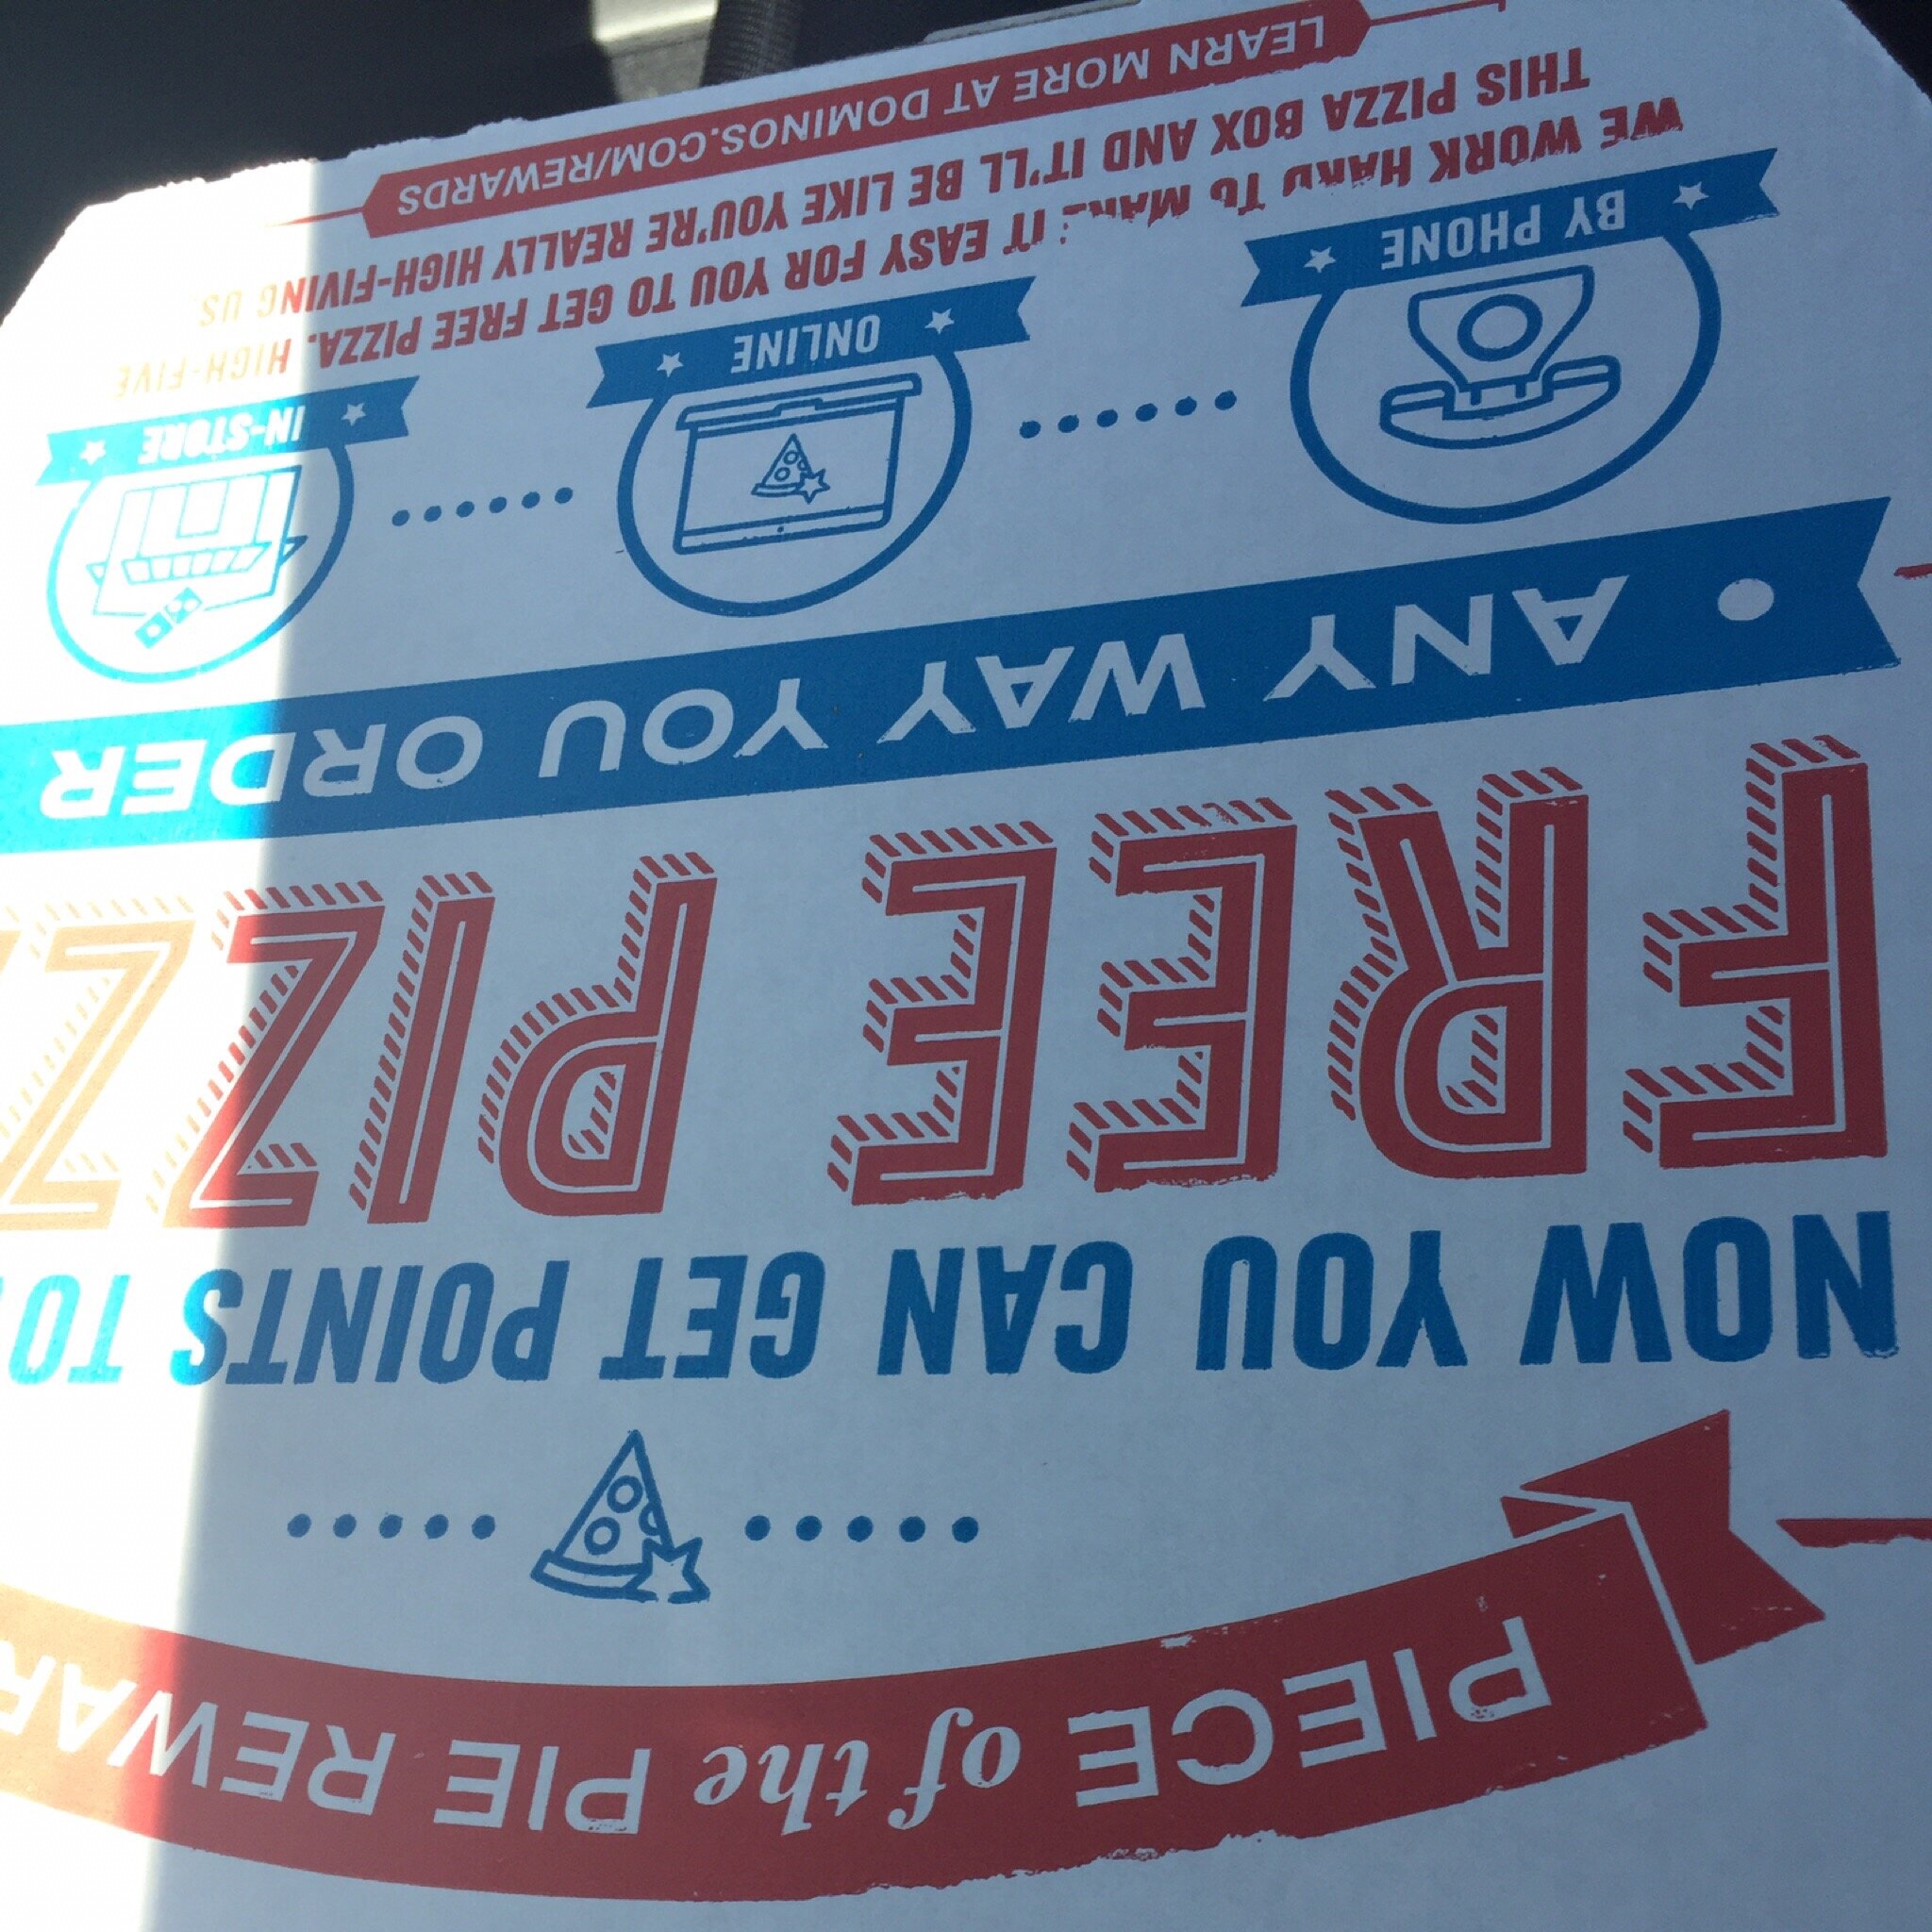 PIECE of the PIE REWAR
NOW YOU CAN GET POINTS TO
FREE PIZZ
• ANY WAY YOU ORDER
BY PHONE
ONLINE
IN-STORE
WE WORK HARD TO MAKE IT EASY FOR YOU TO GET FREE PIZZA. HIGH-FIVE
THIS PIZZA BOX AND IT'LL BE LIKE YOU'RE REALLY HIGH-FIVING US.
LEARN MORE AT DOMINOS.COM/REWARDS